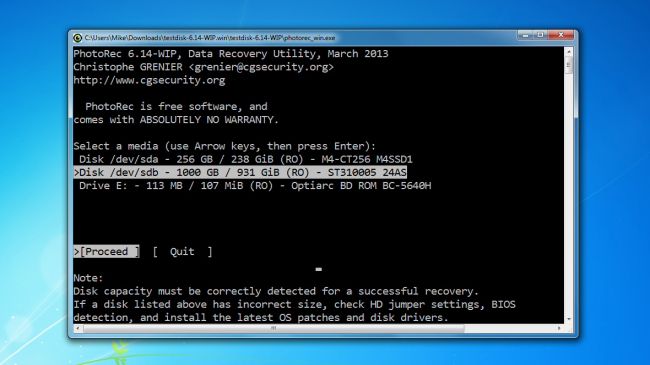 C:\Users\Mike\Downloads\testdisk-6.14-WIP.win\testdisk-6.14-WIP\photorec_win.exe
PhotoRec 6.14-WIP, Data Recovery Utility, March 2013
Christophe GRENIER <grenier@cgsecurity.org>
http://www.cgsecurity.org
PhotoRec is free software, and
comes with ABSOLUTELY NO WARRANTY.
Select a media (use Arrow keys, then press Enter):
Disk /dev/sda - 256 GB / 238 GiB (RO) - M4-CT256 M4SSD1
>Disk /dev/sdb - 1000 GB / 931 GiB (RO) - ST310005 24AS
Drive E: - 113 MB / 107 MiB (RO) - Optiarc BD ROM BC-5640H
>[Proceed ]  [  Quit  ]
Note:
Disk capacity must be correctly detected for a successful recovery.
If a disk listed above has incorrect size, check HD jumper settings, BIOS
detection, and install the latest OS patches and disk drivers.